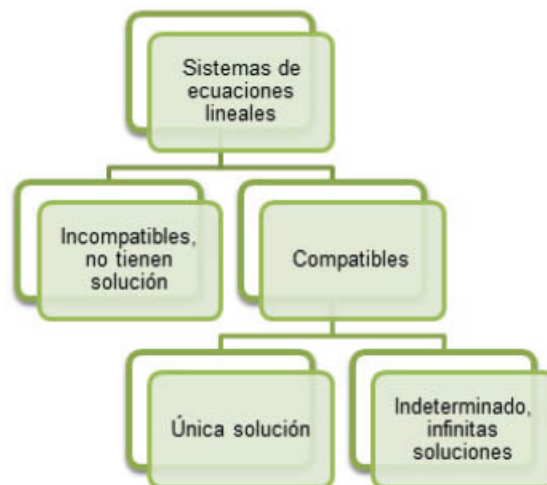 Sistemas de
ecuaciones
lineales
Incompatibles,
no tienen
solución
Compatibles
Única solución
Indeterminado,
infinitas
soluciones